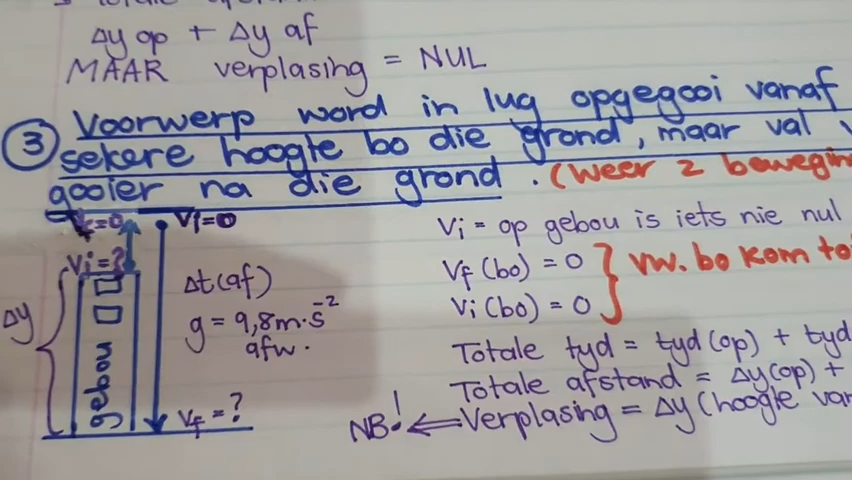 Δy op + Δy af
MAAR verplasing = NUL
③ Voorwerp word in lug opgegooi vanaf
sekere hoogte bo die grond, maar val
gooier na die grond. (Weer 2 bewegin
Vf=0 Vi=0
Vi=?
Δy
gebou
Δt(af)
g = 9,8m·s⁻²
afw.
Vf = ?
Vi = op gebou is iets nie nul
Vf (bo) = 0
Vi (bo) = 0
vw. bo kom to
Totale tyd = tyd(op) + tyd
Totale afstand = Δy(op) +
NB! ⇐ Verplasing = Δy (hoogte van